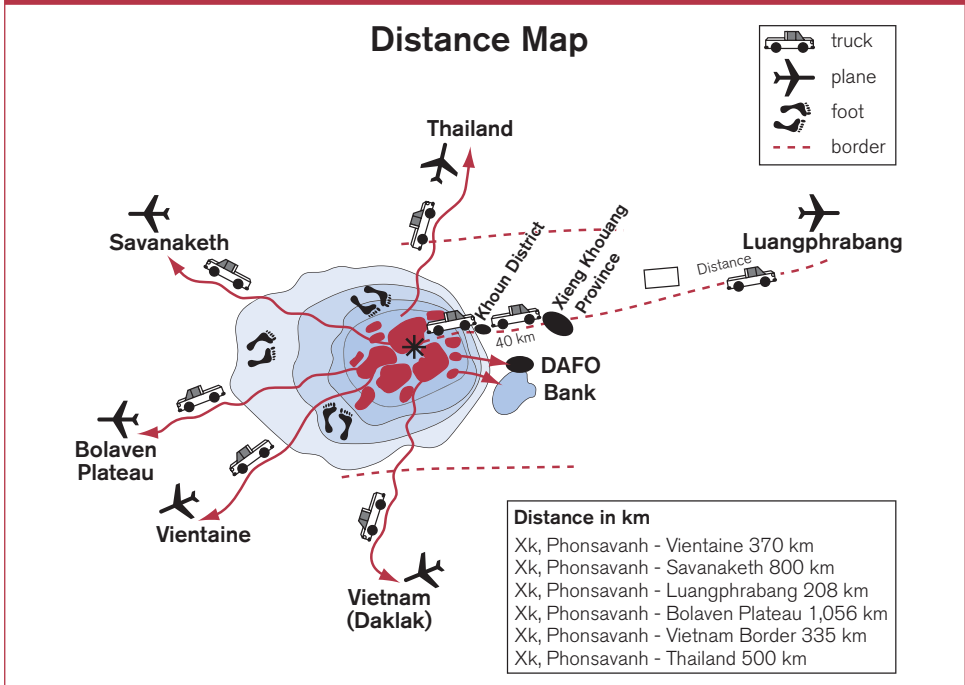 Distance Map
truck
plane
foot
border
Thailand
Savanaketh
Luangphrabang
Khoun District
Xieng Khouang
Province
Distance
40 km
DAFO
Bank
Bolaven
Plateau
Vientaine
Vietnam
(Daklak)
Distance in km
Xk, Phonsavanh - Vientaine 370 km
Xk, Phonsavanh - Savanaketh 800 km
Xk, Phonsavanh - Luangphrabang 208 km
Xk, Phonsavanh - Bolaven Plateau 1,056 km
Xk, Phonsavanh - Vietnam Border 335 km
Xk, Phonsavanh - Thailand 500 km